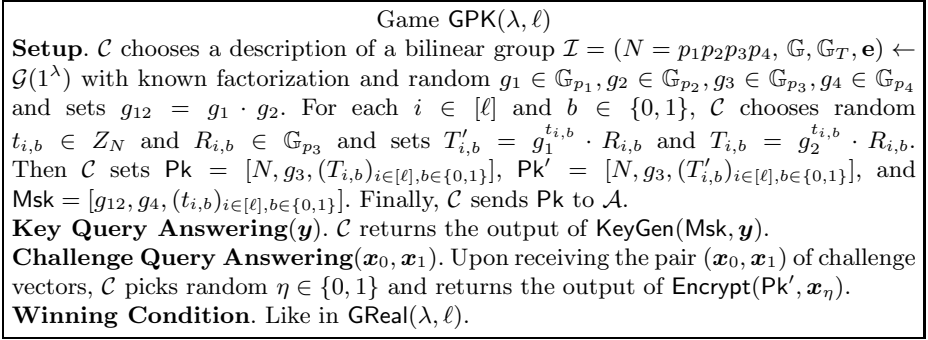 Game GPK(λ, ℓ)
Setup. 𝒞 chooses a description of a bilinear group ℐ = (N = p₁p₂p₃p₄, 𝔾, 𝔾_T, e) ←
𝒢(1^λ) with known factorization and random g₁ ∈ 𝔾_{p₁}, g₂ ∈ 𝔾_{p₂}, g₃ ∈ 𝔾_{p₃}, g₄ ∈ 𝔾_{p₄}
and sets g₁₂ = g₁ · g₂. For each i ∈ [ℓ] and b ∈ {0, 1}, 𝒞 chooses random
t_{i,b} ∈ Z_N and R_{i,b} ∈ 𝔾_{p₃} and sets T′_{i,b} = g₁^{t_{i,b}} · R_{i,b} and T_{i,b} = g₂^{t_{i,b}} · R_{i,b}.
Then 𝒞 sets Pk = [N, g₃, (T_{i,b})_{i∈[ℓ],b∈{0,1}}], Pk′ = [N, g₃, (T′_{i,b})_{i∈[ℓ],b∈{0,1}}], and
Msk = [g₁₂, g₄, (t_{i,b})_{i∈[ℓ],b∈{0,1}}]. Finally, 𝒞 sends Pk to 𝒜.
Key Query Answering(y). 𝒞 returns the output of KeyGen(Msk, y).
Challenge Query Answering(x₀, x₁). Upon receiving the pair (x₀, x₁) of challenge
vectors, 𝒞 picks random η ∈ {0, 1} and returns the output of Encrypt(Pk′, x_η).
Winning Condition. Like in GReal(λ, ℓ).